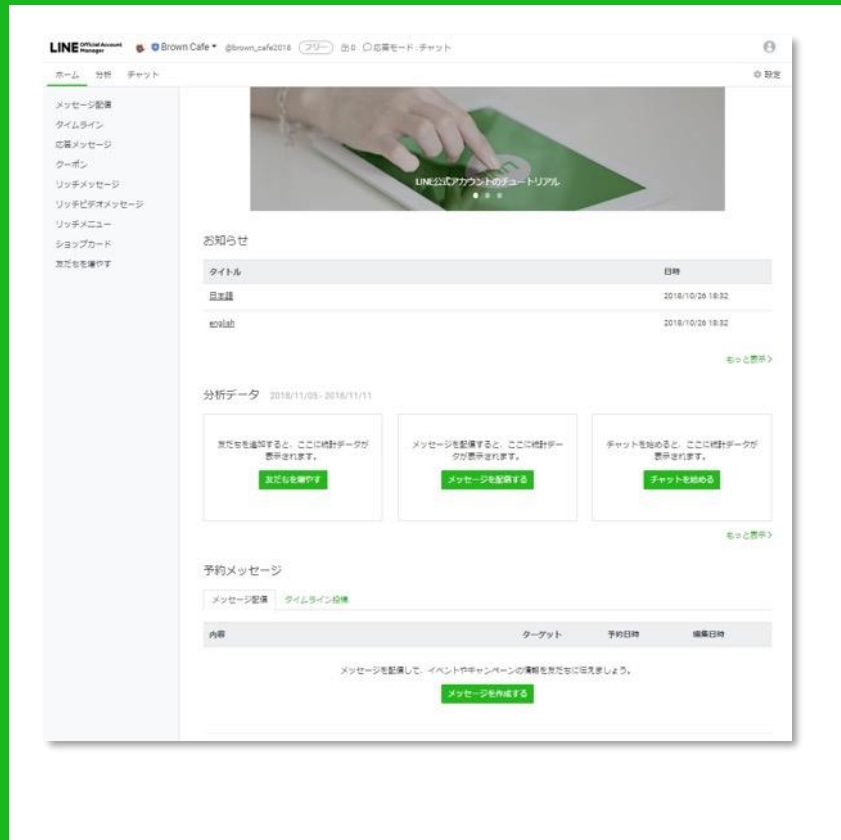 LINE Official Account Manager
Brown Cafe @brown_cafe2018 フリー 0 応答モード:チャット
ホーム 分析 チャット 設定
メッセージ配信
タイムライン
応答メッセージ
クーポン
リッチメッセージ
リッチビデオメッセージ
リッチメニュー
ショップカード
友だちを増やす
LINE公式アカウントのチュートリアル
お知らせ
タイトル 日時
日本語 2018/10/26 18:32
english 2018/10/26 18:32
もっと表示
分析データ 2018/11/05 - 2018/11/11
友だちを追加すると、ここに統計データが
表示されます。
友だちを増やす
メッセージを配信すると、ここに統計デー
タが表示されます。
メッセージを配信する
チャットを始めると、ここに統計データが
表示されます。
チャットを始める
もっと表示
予約メッセージ
メッセージ配信 タイムライン投稿
内容 ターゲット 予約日時 編集日時
メッセージを配信して、イベントやキャンペーンの情報を友だちに伝えましょう。
メッセージを作成する